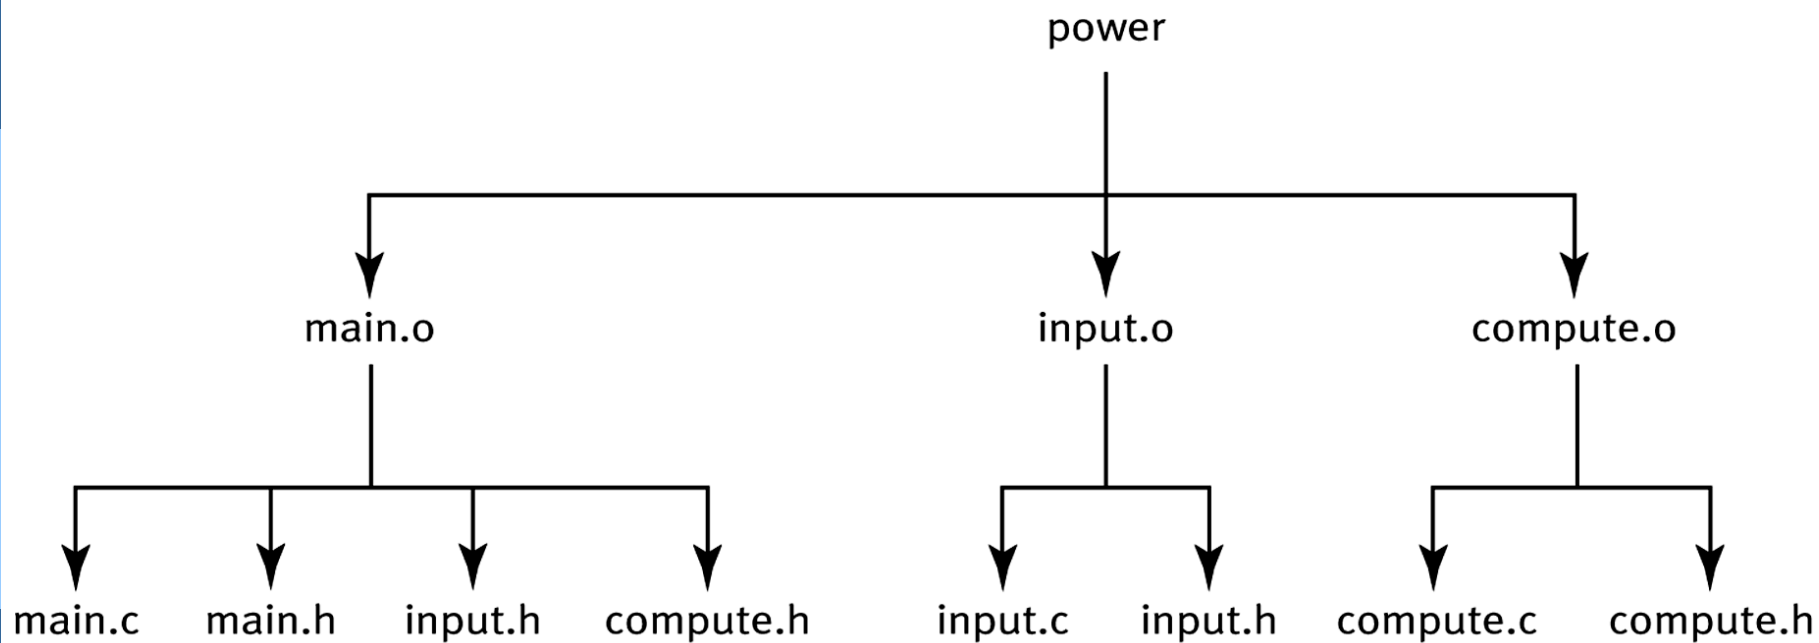 power
main.o input.o compute.o
main.c main.h input.h compute.h input.c input.h compute.c compute.h